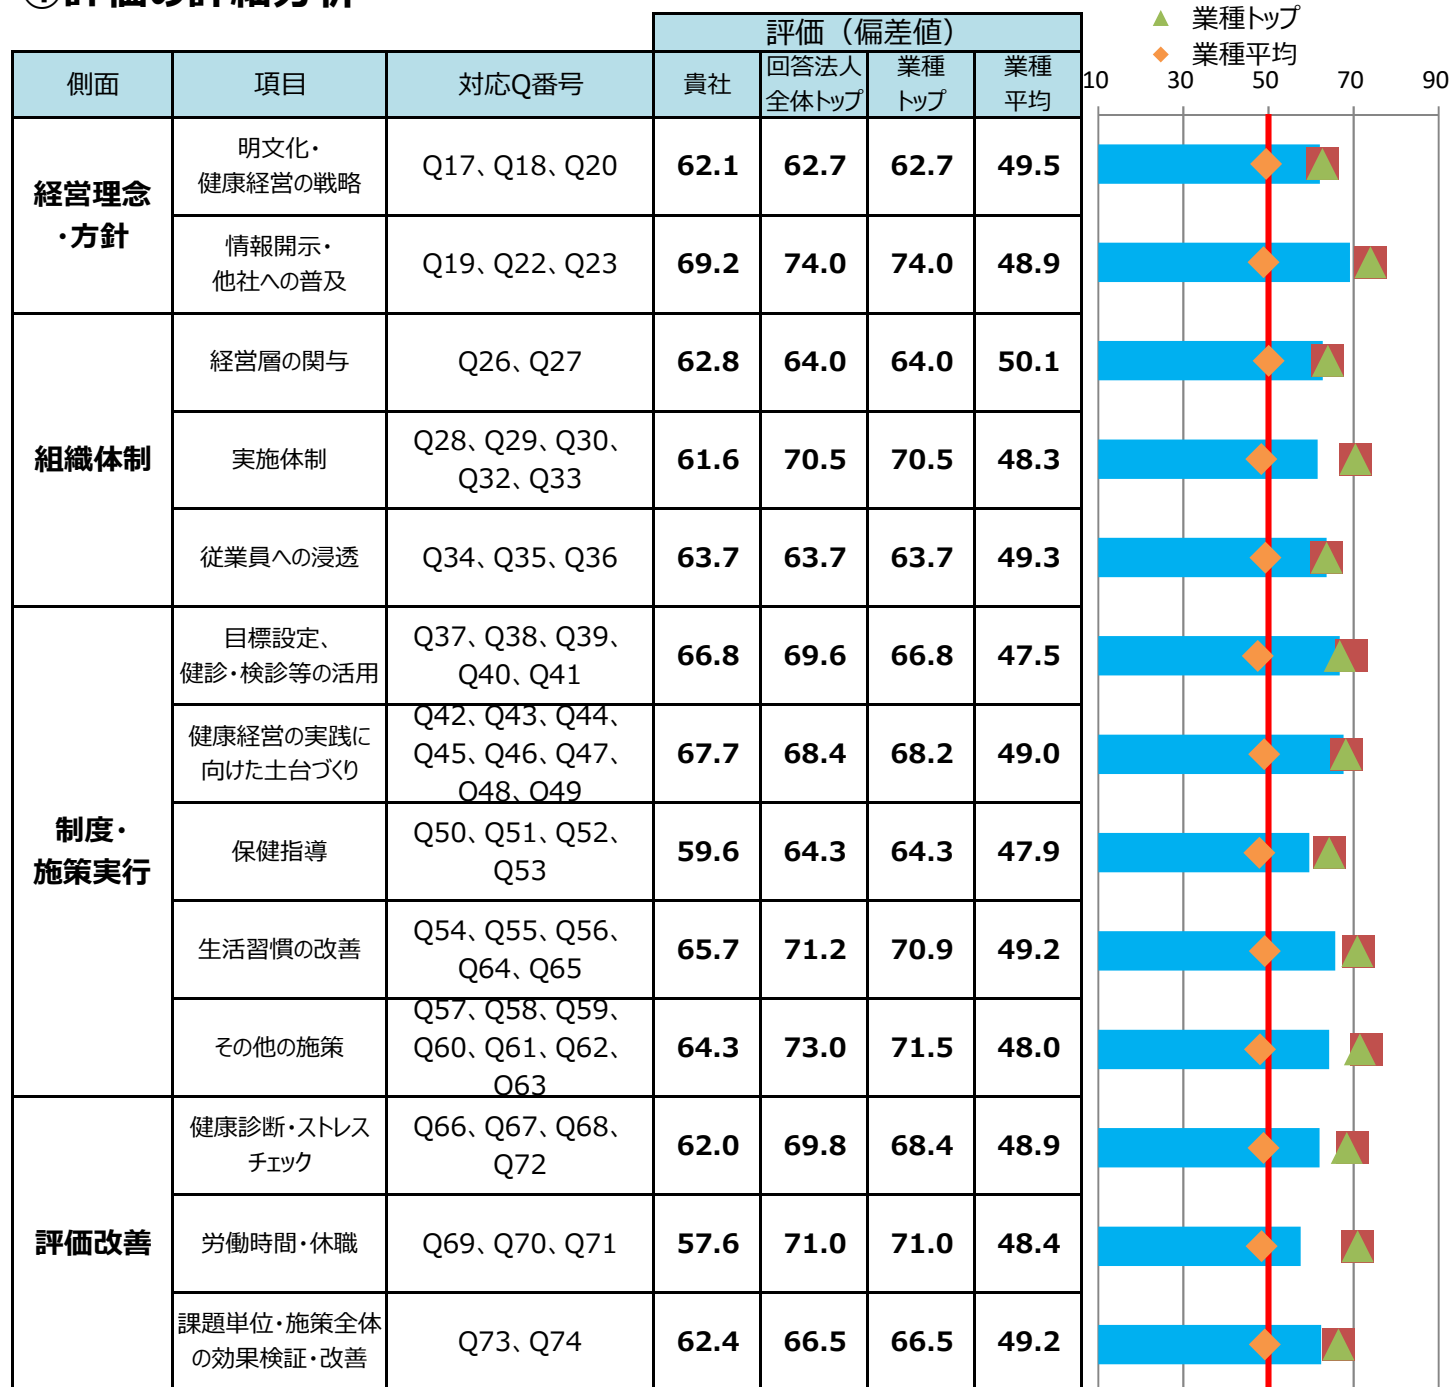 ①評価の詳細分析
業種トップ
業種平均
評価（偏差値）
側面 項目 対応Q番号 貴社 回答法人全体トップ 業種トップ 業種平均
10 30 50 70 90
経営理念・方針
明文化・健康経営の戦略 Q17、Q18、Q20 62.1 62.7 62.7 49.5
情報開示・他社への普及 Q19、Q22、Q23 69.2 74.0 74.0 48.9
組織体制
経営層の関与 Q26、Q27 62.8 64.0 64.0 50.1
実施体制 Q28、Q29、Q30、Q32、Q33 61.6 70.5 70.5 48.3
従業員への浸透 Q34、Q35、Q36 63.7 63.7 63.7 49.3
制度・施策実行
目標設定、健診・検診等の活用 Q37、Q38、Q39、Q40、Q41 66.8 69.6 66.8 47.5
健康経営の実践に向けた土台づくり Q42、Q43、Q44、Q45、Q46、Q47、Q48、Q49 67.7 68.4 68.2 49.0
保健指導 Q50、Q51、Q52、Q53 59.6 64.3 64.3 47.9
生活習慣の改善 Q54、Q55、Q56、Q64、Q65 65.7 71.2 70.9 49.2
その他の施策 Q57、Q58、Q59、Q60、Q61、Q62、Q63 64.3 73.0 71.5 48.0
評価改善
健康診断・ストレスチェック Q66、Q67、Q68、Q72 62.0 69.8 68.4 48.9
労働時間・休職 Q69、Q70、Q71 57.6 71.0 71.0 48.4
課題単位・施策全体の効果検証・改善 Q73、Q74 62.4 66.5 66.5 49.2